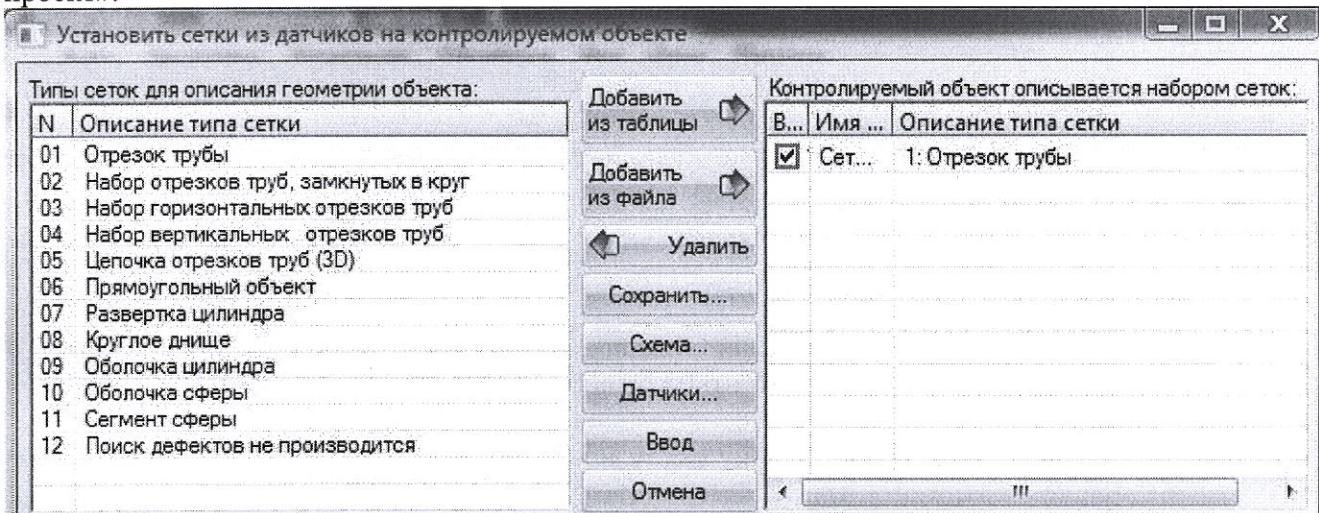 Установить сетки из датчиков на контролируемом объекте
Типы сеток для описания геометрии объекта:
N Описание типа сетки
01 Отрезок трубы
02 Набор отрезков труб, замкнутых в круг
03 Набор горизонтальных отрезков труб
04 Набор вертикальных отрезков труб
05 Цепочка отрезков труб (3D)
06 Прямоугольный объект
07 Развертка цилиндра
08 Круглое днище
09 Оболочка цилиндра
10 Оболочка сферы
11 Сегмент сферы
12 Поиск дефектов не производится
Добавить
из таблицы
Добавить
из файла
Удалить
Сохранить...
Схема...
Датчики...
Ввод
Отмена
Контролируемый объект описывается набором сеток:
В... Имя ... Описание типа сетки
Сет... 1: Отрезок трубы